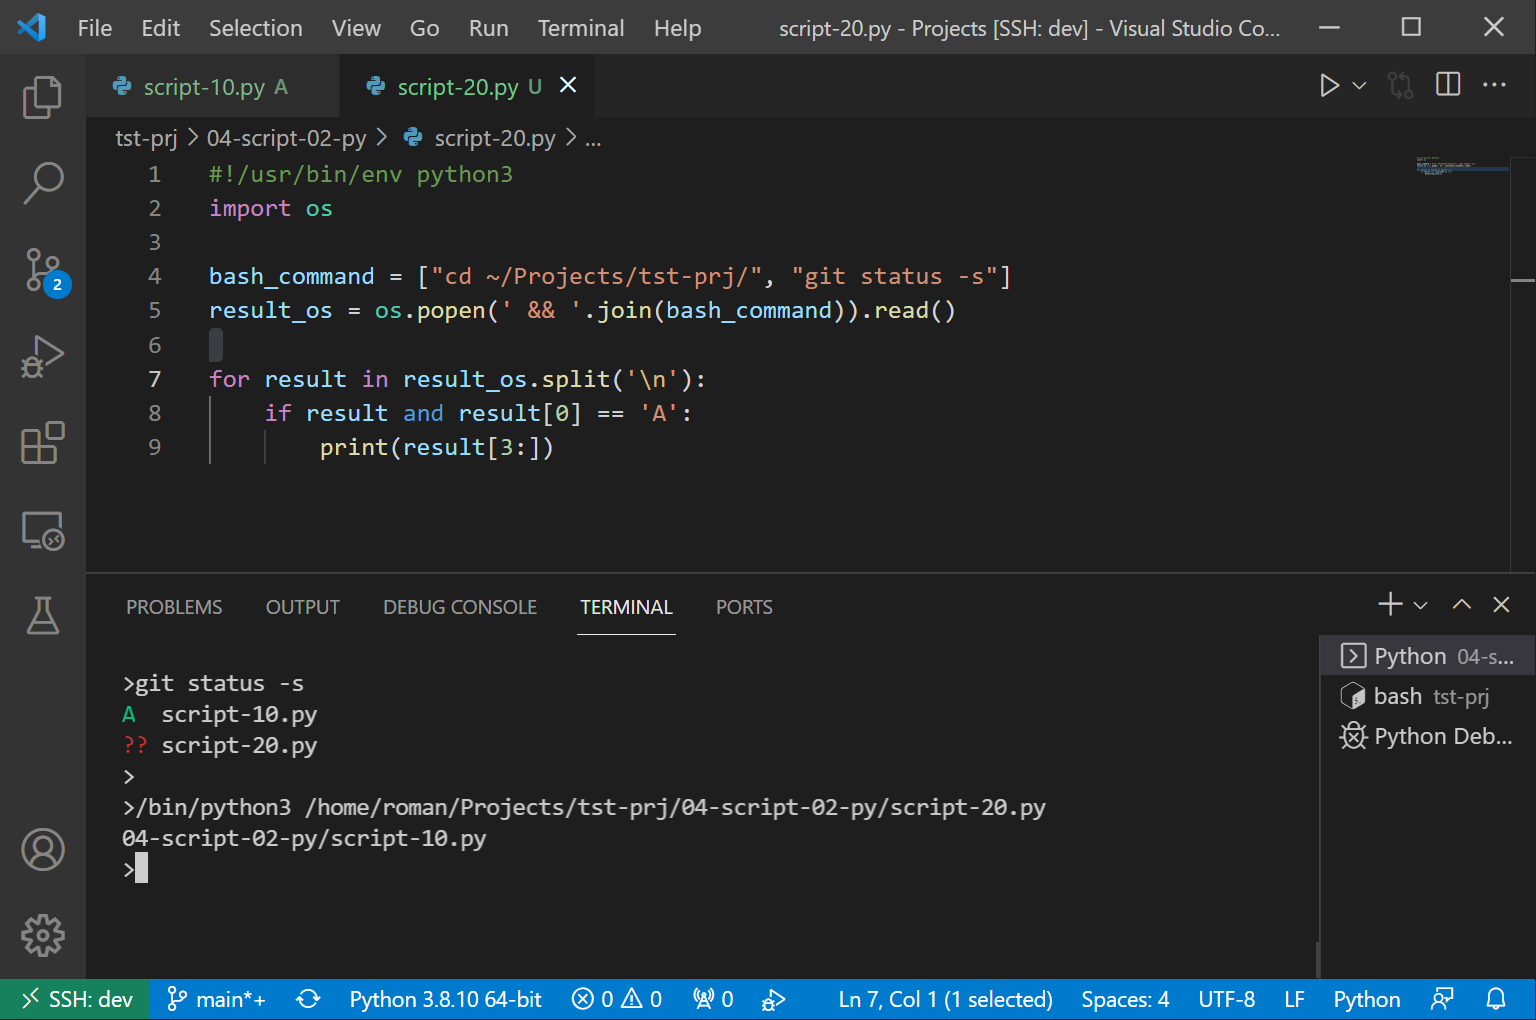 File Edit Selection View Go Run Terminal Help script-20.py - Projects [SSH: dev] - Visual Studio Co...
script-10.py A script-20.py U
tst-prj > 04-script-02-py > script-20.py > ...
1 #!/usr/bin/env python3
2 import os
3
4 bash_command = ["cd ~/Projects/tst-prj/", "git status -s"]
5 result_os = os.popen(' && '.join(bash_command)).read()
6
7 for result in result_os.split('\n'):
8     if result and result[0] == 'A':
9         print(result[3:])
2
PROBLEMS OUTPUT DEBUG CONSOLE TERMINAL PORTS
>git status -s
A  script-10.py
?? script-20.py
>
>/bin/python3 /home/roman/Projects/tst-prj/04-script-02-py/script-20.py
04-script-02-py/script-10.py
>
Python 04-s...
bash tst-prj
Python Deb...
SSH: dev main*+ Python 3.8.10 64-bit 0 0 0 Ln 7, Col 1 (1 selected) Spaces: 4 UTF-8 LF Python